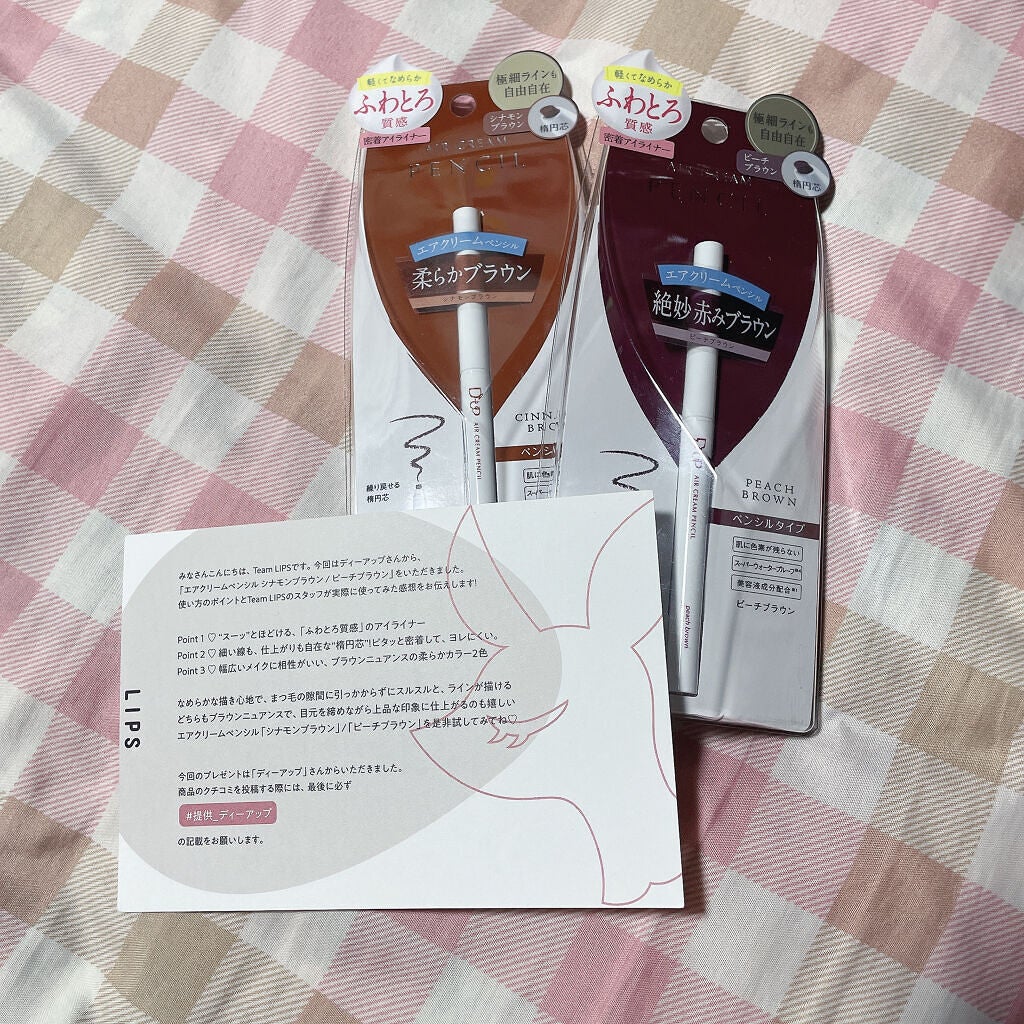 軽くてなめらか
ふわとろ
質感
密着アイライナー
極細ラインも
自由自在
シナモン
ブラウン
楕円芯
AIR CREAM
PENCIL
エアクリームペンシル
柔らかブラウン
シナモンブラウン
D-UP AIR CREAM PENCIL
BR
ペンシル
繰り戻せる
楕円芯
軽くてなめらか
ふわとろ
質感
密着アイライナー
極細ラインも
自由自在
ピーチ
ブラウン
楕円芯
AIR CREAM
PENCIL
エアクリームペンシル
絶妙赤みブラウン
ピーチブラウン
D-UP AIR CREAM PENCIL
peach brown
PEACH
BROWN
ペンシルタイプ
肌に色素が残らない
スーパーウォータープルーフ
美容液成分配合
ピーチブラウン
みなさんこんにちは、Team LIPSです。今回はディーアップさんから、
「エアクリームペンシル シナモンブラウン / ピーチブラウン」をいただきました。
使い方のポイントとTeam LIPSのスタッフが実際に使ってみた感想をお伝えします!
Point 1 ♡ “スーッ”とほどける、「ふわとろ質感」のアイライナー
Point 2 ♡ 細い線も、仕上がりも自在な“楕円芯”!ピタッと密着して、ヨレにくい。
Point 3 ♡ 幅広いメイクに相性がいい、ブラウンニュアンスの柔らかカラー2色
なめらかな描き心地で、まつ毛の隙間に引っかからずにスルスルと、ラインが描ける
どちらもブラウンニュアンスで、目元を締めながら上品な印象に仕上がるのも嬉しい
エアクリームペンシル「シナモンブラウン」/「ピーチブラウン」を是非試してみてね♡
今回のプレゼントは「ディーアップ」さんからいただきました。
商品のクチコミを投稿する際には、最後に必ず
#提供_ディーアップ
の記載をお願いします。
LIPS